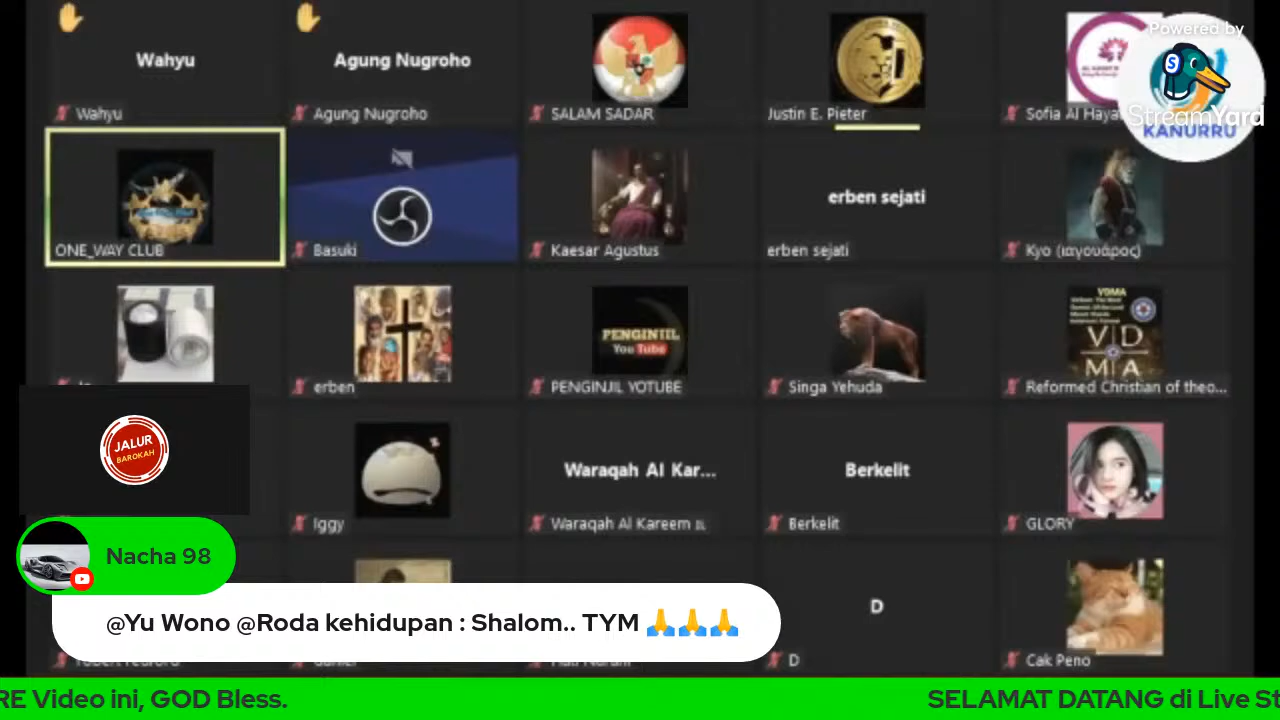 Wahyu
Agung Nugroho
Powered by
StreamYard
KANURRU
Wahyu
Agung Nugroho
SALAM SADAR
Justin E. Pieter
Sofia Al Haya
erben sejati
ONE_WAY CLUB
Basuki
Kaesar Agustus
erben sejati
Kyo (ιαγουάρος)
PENGINJIL
YouTube
VDMA
V D
M A
erben
PENGINJIL YOTUBE
Singa Yehuda
Reformed Christian of theo...
JALUR
BAROKAH
Waraqah Al Kar...
Berkelit
Iggy
Waraqah Al Kareem
Berkelit
GLORY
Nacha 98
@Yu Wono @Roda kehidupan : Shalom.. TYM 🙏🙏🙏
D
D
Cak Peno
RE Video ini, GOD Bless.
SELAMAT DATANG di Live St